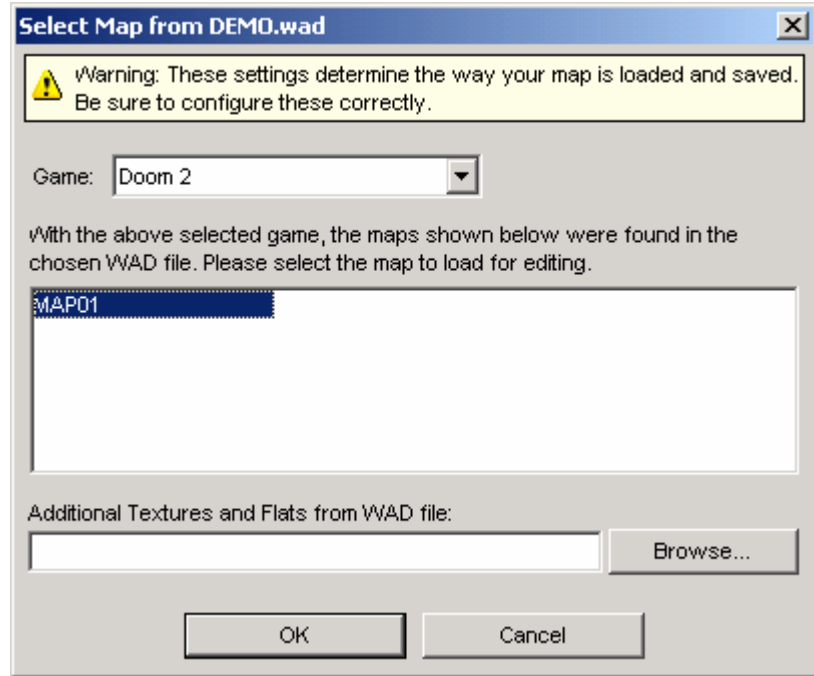 Select Map from DEMO.wad
Warning: These settings determine the way your map is loaded and saved.
Be sure to configure these correctly.
Game: Doom 2
With the above selected game, the maps shown below were found in the
chosen WAD file. Please select the map to load for editing.
MAP01
Additional Textures and Flats from WAD file:
Browse...
OK Cancel